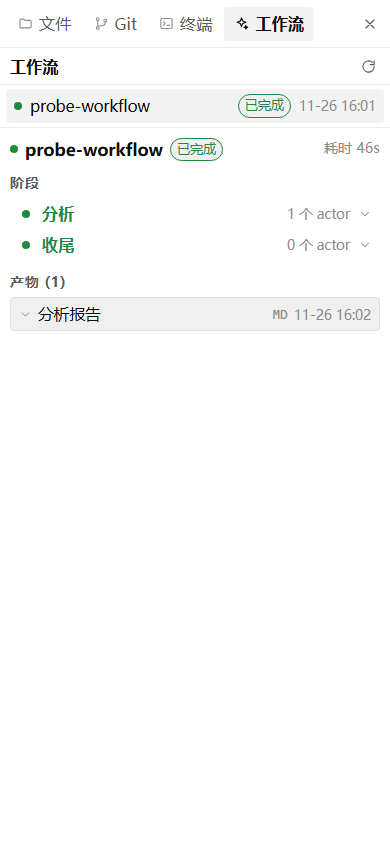 文件 Git 终端 工作流
工作流
probe-workflow 已完成 11-26 16:01
probe-workflow 已完成 耗时 46s
阶段
分析 1 个 actor
收尾 0 个 actor
产物 (1)
分析报告 MD 11-26 16:02